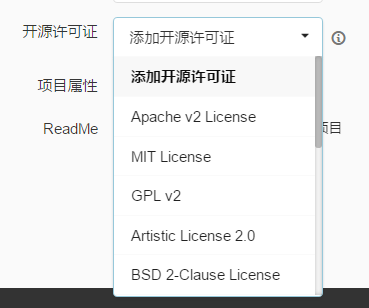 开源许可证
添加开源许可证
添加开源许可证
项目属性
Apache v2 License
ReadMe
项目
MIT License
GPL v2
Artistic License 2.0
BSD 2-Clause License